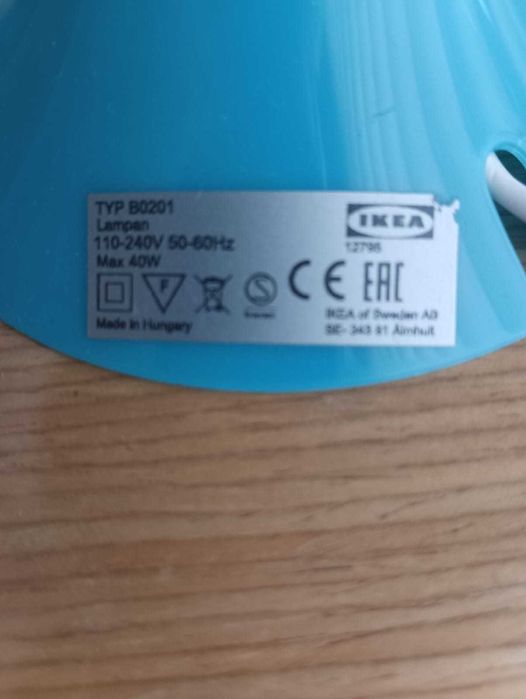 TYP B0201
Lampan
110-240V 50-60Hz
Max 40W
F
S
Made in Hungary
IKEA
12796
CE EAC
IKEA of Sweden AB
SE- 343 81 Älmhult